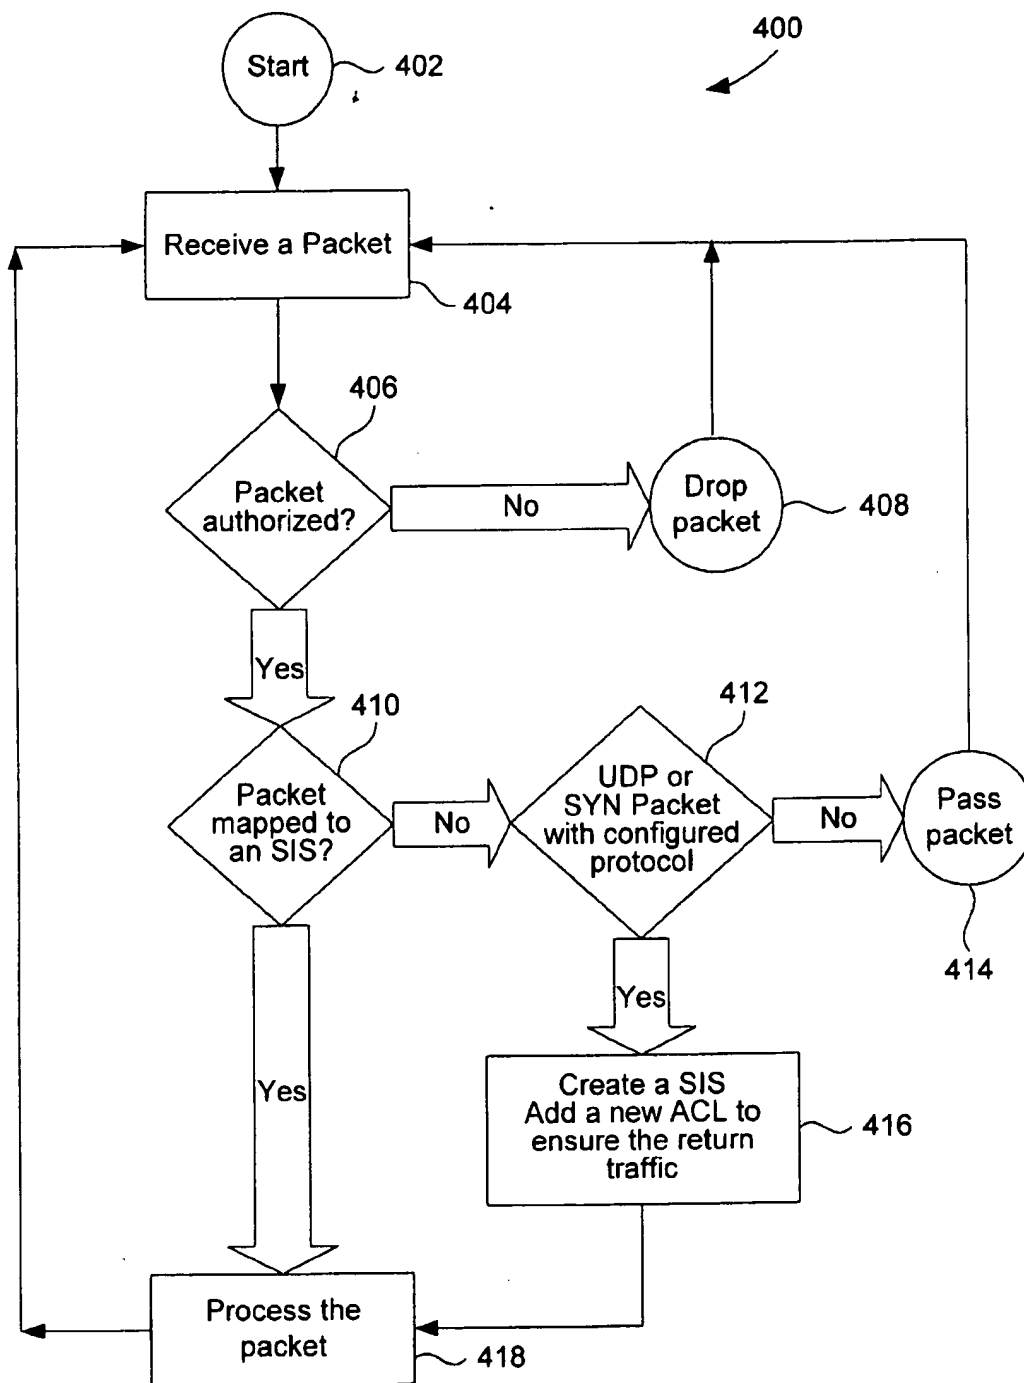 400
Start
402
Receive a Packet
404
406
Packet
authorized?
No
Drop
packet
408
Yes
410
Packet
mapped to
an SIS?
No
412
UDP or
SYN Packet
with configured
protocol
No
Pass
packet
414
Yes
Yes
Create a SIS
Add a new ACL to
ensure the return
traffic
416
Process the
packet
418